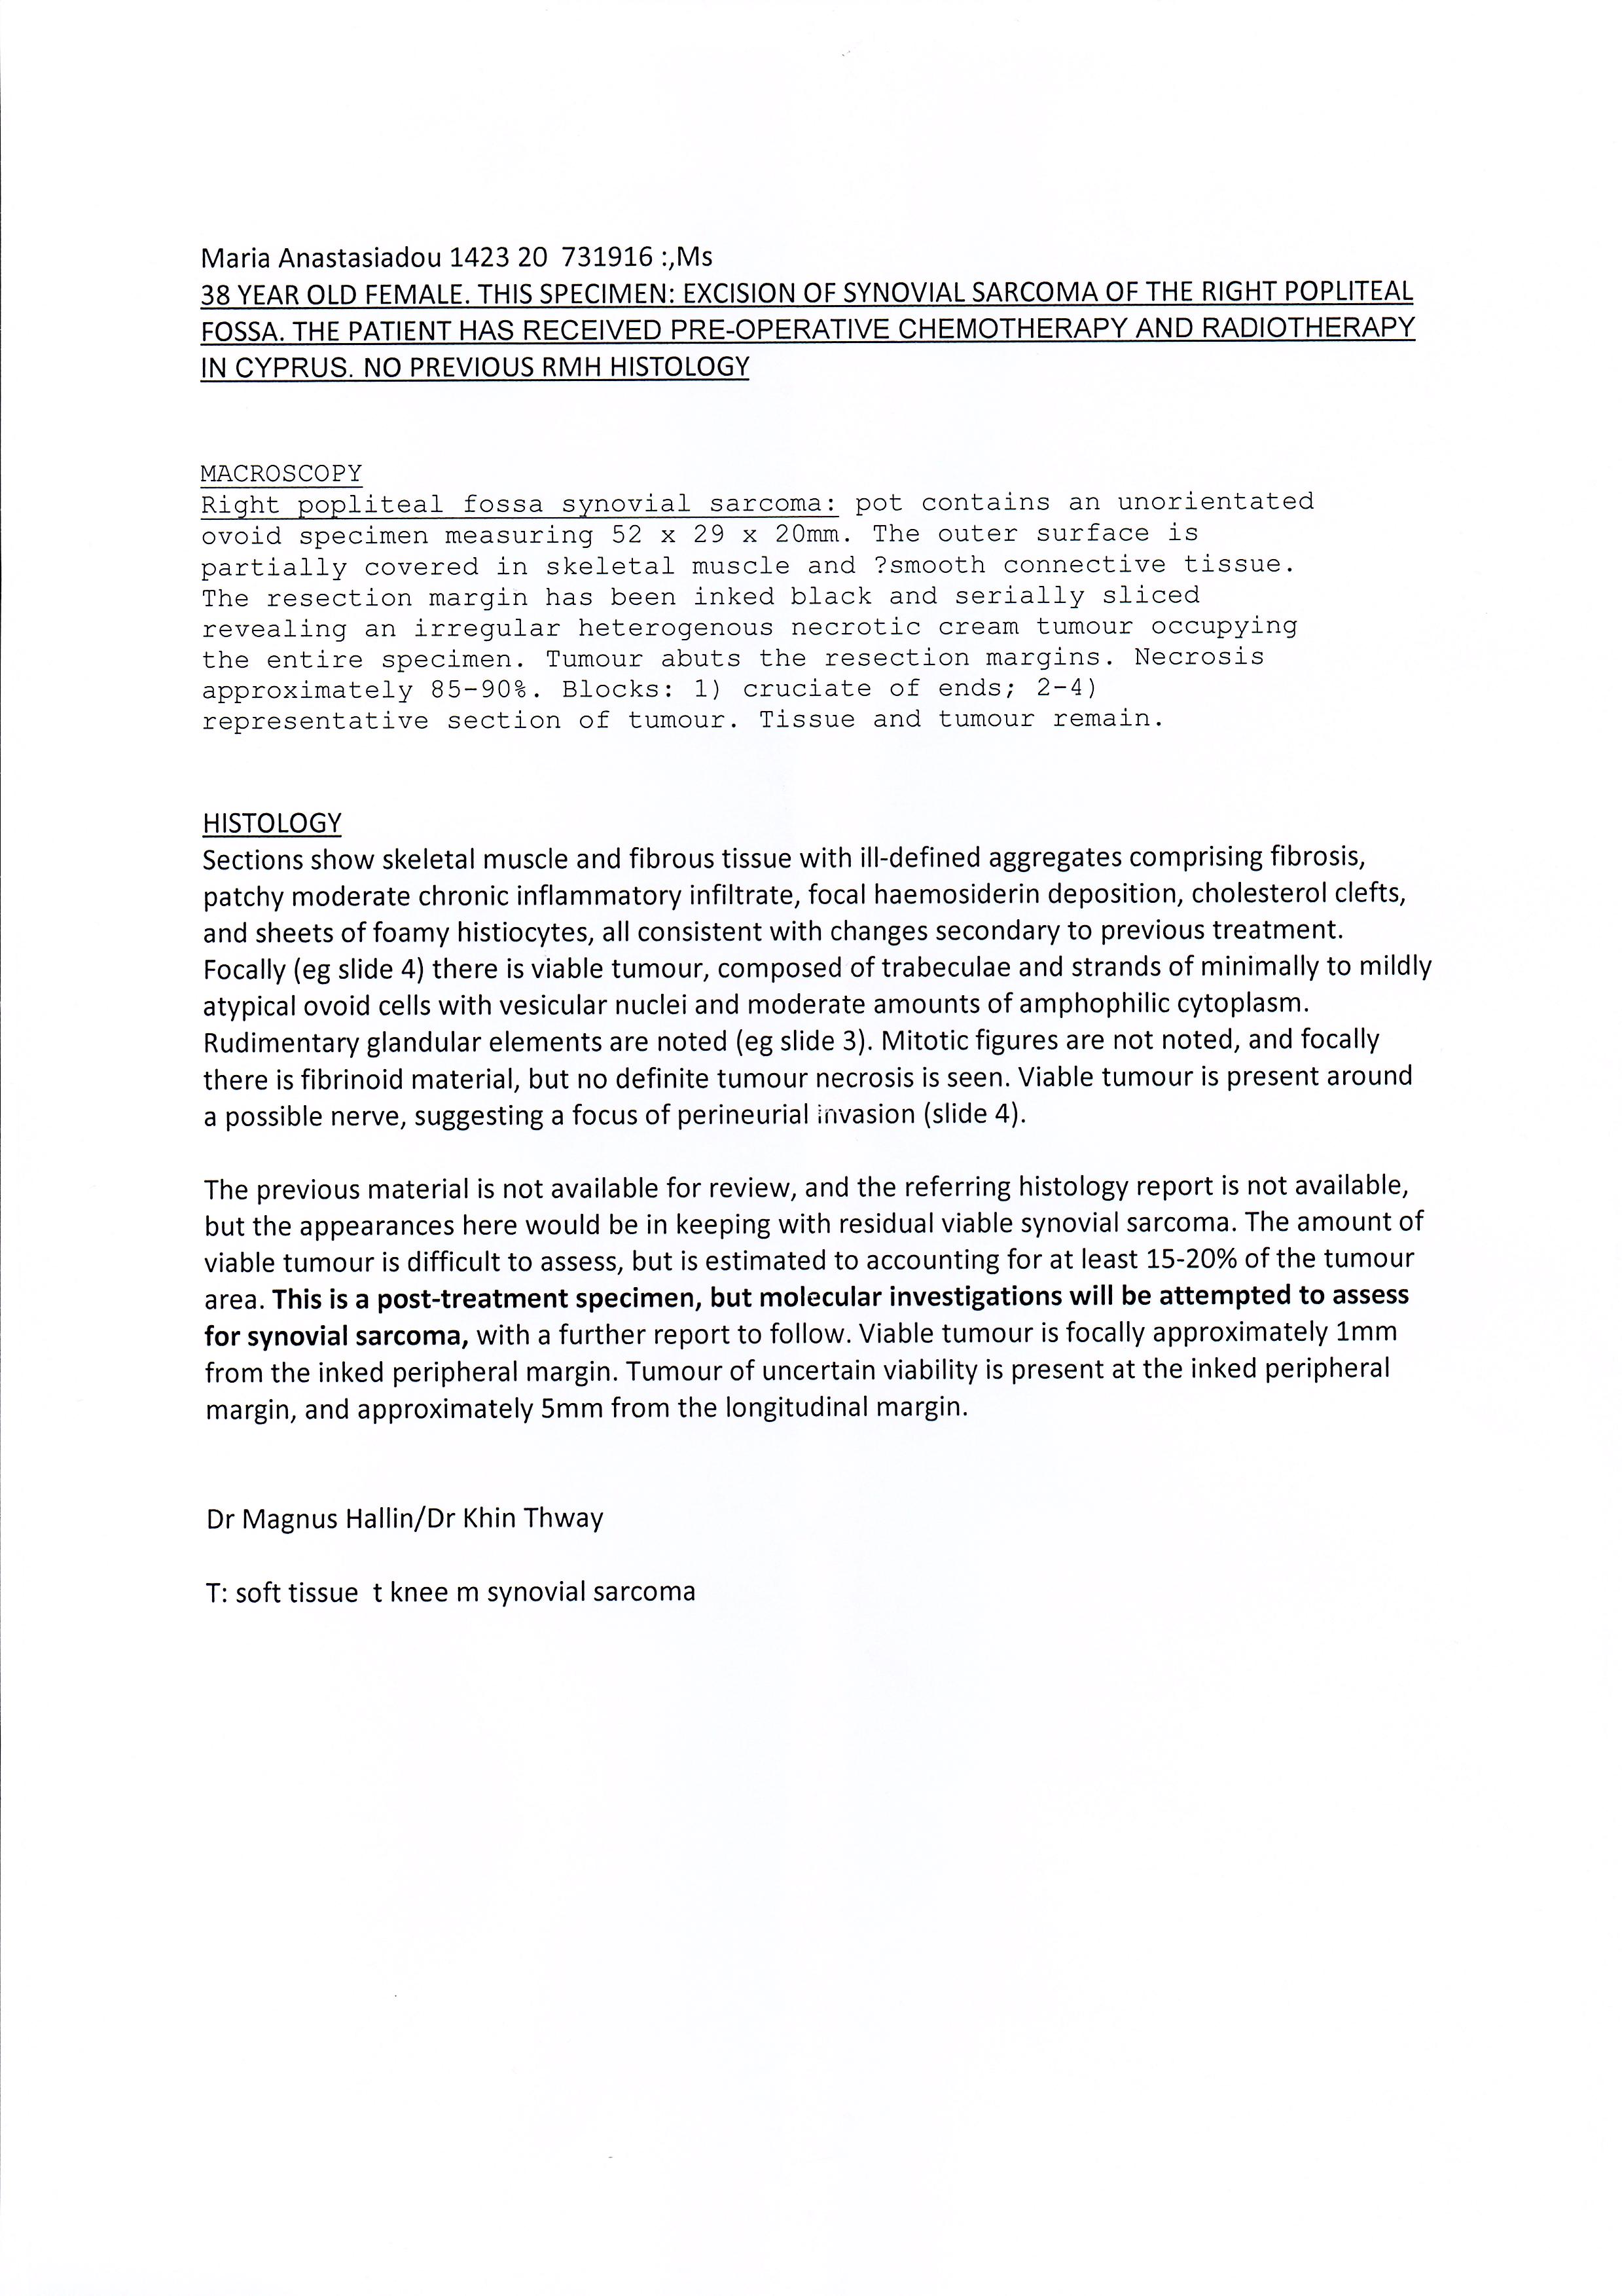 Maria Anastasiadou 1423 20  731916 :,Ms
38 YEAR OLD FEMALE. THIS SPECIMEN: EXCISION OF SYNOVIAL SARCOMA OF THE RIGHT POPLITEAL
FOSSA. THE PATIENT HAS RECEIVED PRE-OPERATIVE CHEMOTHERAPY AND RADIOTHERAPY
IN CYPRUS. NO PREVIOUS RMH HISTOLOGY
MACROSCOPY
Right popliteal fossa synovial sarcoma: pot contains an unorientated
ovoid specimen measuring 52 x 29 x 20mm. The outer surface is
partially covered in skeletal muscle and ?smooth connective tissue.
The resection margin has been inked black and serially sliced
revealing an irregular heterogenous necrotic cream tumour occupying
the entire specimen. Tumour abuts the resection margins. Necrosis
approximately 85-90%. Blocks: 1) cruciate of ends; 2-4)
representative section of tumour. Tissue and tumour remain.
HISTOLOGY
Sections show skeletal muscle and fibrous tissue with ill-defined aggregates comprising fibrosis,
patchy moderate chronic inflammatory infiltrate, focal haemosiderin deposition, cholesterol clefts,
and sheets of foamy histiocytes, all consistent with changes secondary to previous treatment.
Focally (eg slide 4) there is viable tumour, composed of trabeculae and strands of minimally to mildly
atypical ovoid cells with vesicular nuclei and moderate amounts of amphophilic cytoplasm.
Rudimentary glandular elements are noted (eg slide 3). Mitotic figures are not noted, and focally
there is fibrinoid material, but no definite tumour necrosis is seen. Viable tumour is present around
a possible nerve, suggesting a focus of perineurial invasion (slide 4).
The previous material is not available for review, and the referring histology report is not available,
but the appearances here would be in keeping with residual viable synovial sarcoma. The amount of
viable tumour is difficult to assess, but is estimated to accounting for at least 15-20% of the tumour
area. This is a post-treatment specimen, but molecular investigations will be attempted to assess
for synovial sarcoma, with a further report to follow. Viable tumour is focally approximately 1mm
from the inked peripheral margin. Tumour of uncertain viability is present at the inked peripheral
margin, and approximately 5mm from the longitudinal margin.
Dr Magnus Hallin/Dr Khin Thway
T: soft tissue  t knee m synovial sarcoma